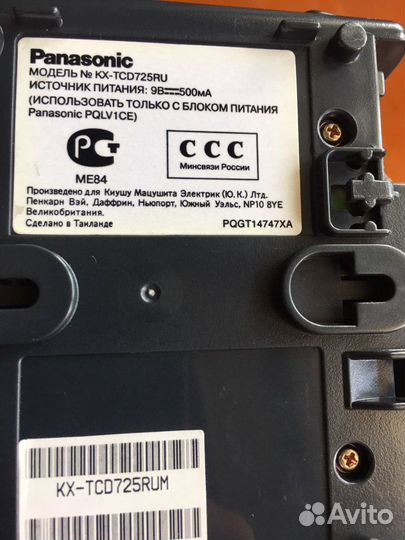 Panasonic
МОДЕЛЬ № KX-TCD725RU
ИСТОЧНИК ПИТАНИЯ: 9В⎓500мА
(ИСПОЛЬЗОВАТЬ ТОЛЬКО С БЛОКОМ ПИТАНИЯ
Panasonic PQLV1CE)
РСТ
ME84
CCC
Минсвязи России
Произведено для Киушу Мацушита Электрик (Ю. К.) Лтд.
Пенкарн Вэй, Даффрин, Ньюпорт, Южный Уэльс, NP10 8YE
Великобритания.
Сделано в Таиланде
PQGT14747XA
KX-TCD725RUM
Avito